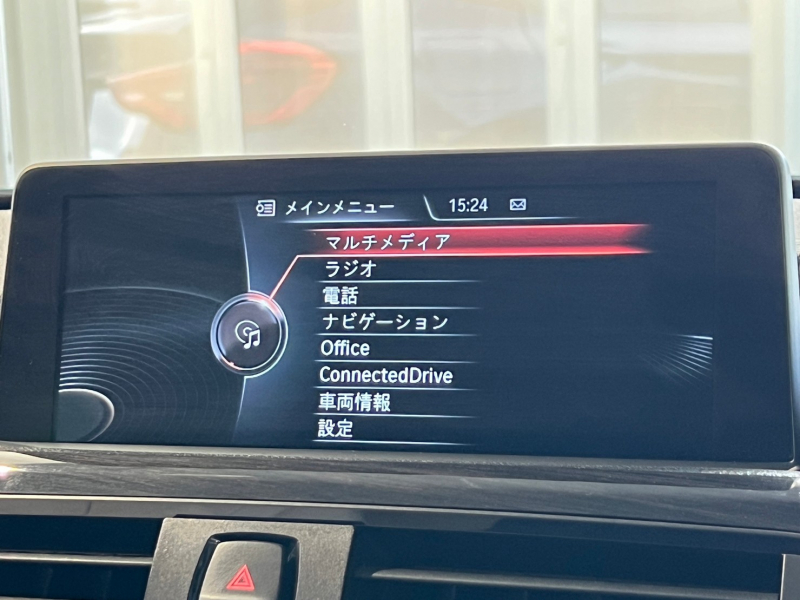 メインメニュー 15:24
マルチメディア
ラジオ
電話
ナビゲーション
Office
ConnectedDrive
車両情報
設定